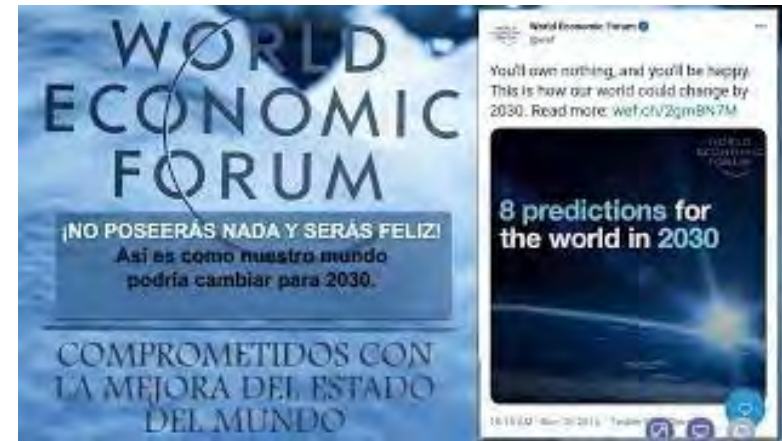 WORLD
ECONOMIC
FORUM
¡NO POSEERÁS NADA Y SERÁS FELIZ!
Así es como nuestro mundo
podría cambiar para 2030.
COMPROMETIDOS CON
LA MEJORA DEL ESTADO
DEL MUNDO
World Economic Forum
@wef
You'll own nothing, and you'll be happy.
This is how our world could change by
2030. Read more: wef.ch/2gmBN7M
WORLD
ECONOMIC
FORUM
8 predictions for
the world in 2030